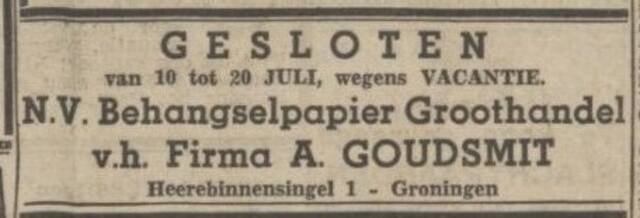 GESLOTEN
van 10 tot 20 JULI, wegens VACANTIE.
N.V. Behangselpapier Groothandel
v.h. Firma A. GOUDSMIT
Heerebinnensingel 1 - Groningen